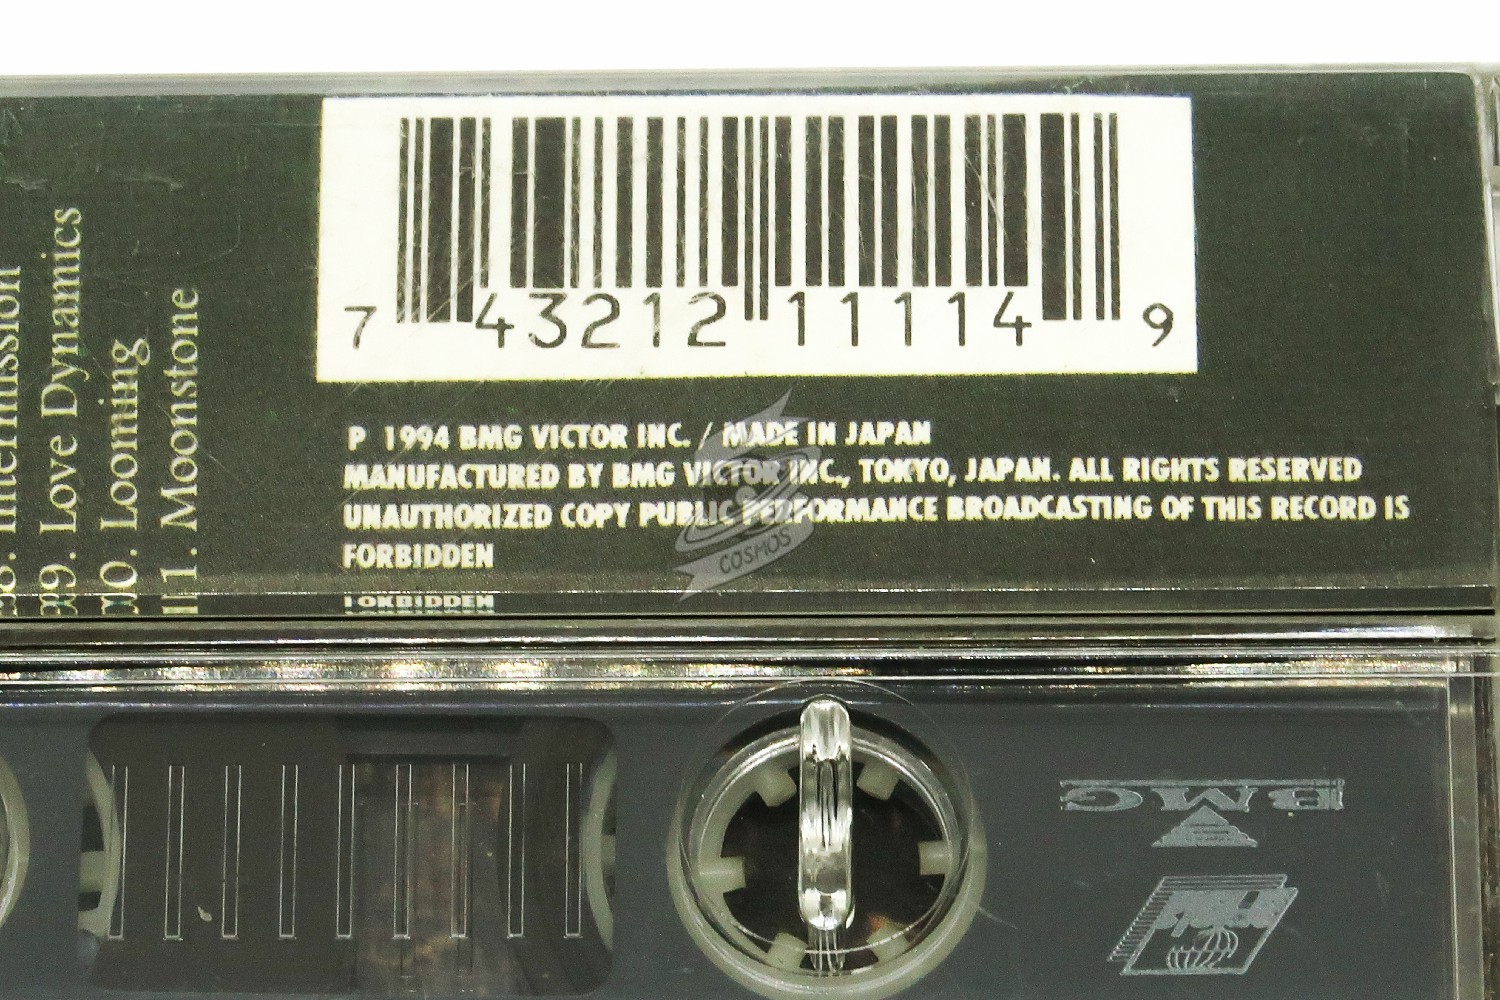 8. Intermission
9. Love Dynamics
10. Looming
11. Moonstone
7 43212 11114 9
P 1994 BMG VICTOR INC. / MADE IN JAPAN
MANUFACTURED BY BMG VICTOR INC., TOKYO, JAPAN. ALL RIGHTS RESERVED
UNAUTHORIZED COPY PUBLIC PERFORMANCE BROADCASTING OF THIS RECORD IS
FORBIDDEN
COSMOS
BMG